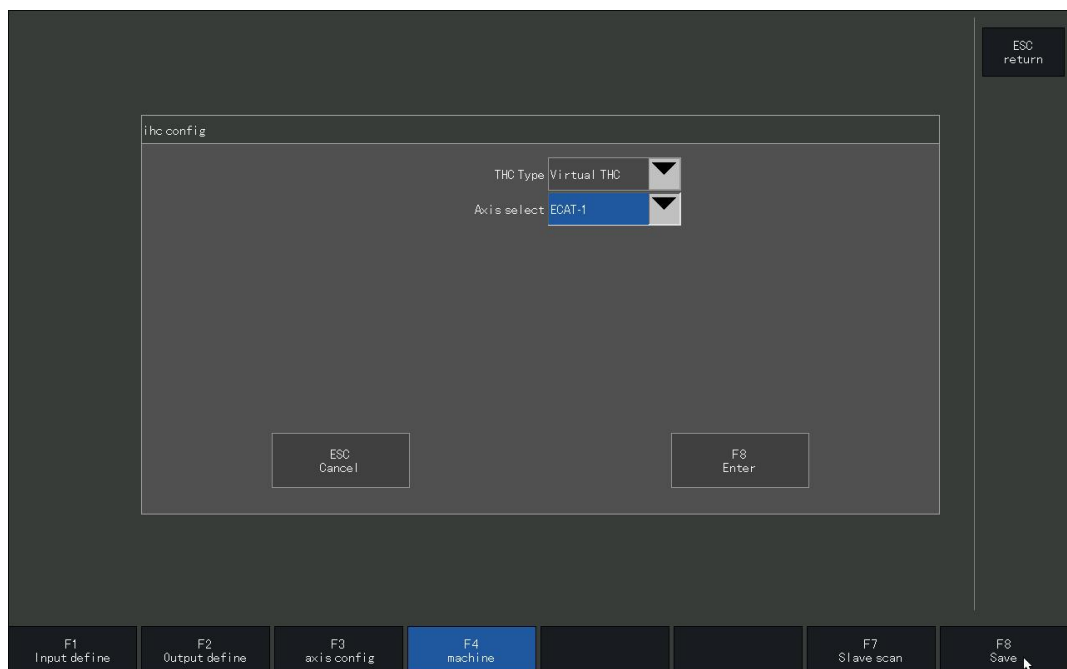 ESC
return
ihc config
THC Type Virtual THC
Axis select ECAT-1
ESC
Cancel
F8
Enter
F1
Input define
F2
Output define
F3
axis config
F4
machine
F7
Slave scan
F8
Save